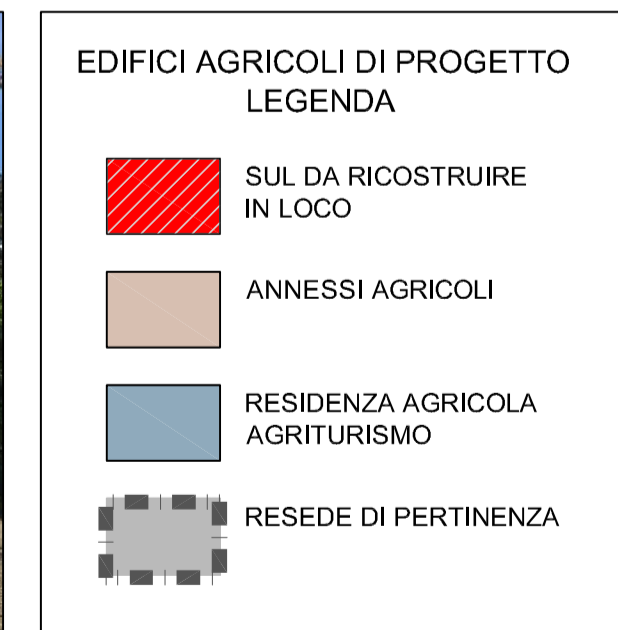 EDIFICI AGRICOLI DI PROGETTO
LEGENDA
SUL DA RICOSTRUIRE
IN LOCO
ANNESSI AGRICOLI
RESIDENZA AGRICOLA
AGRITURISMO
RESEDE DI PERTINENZA